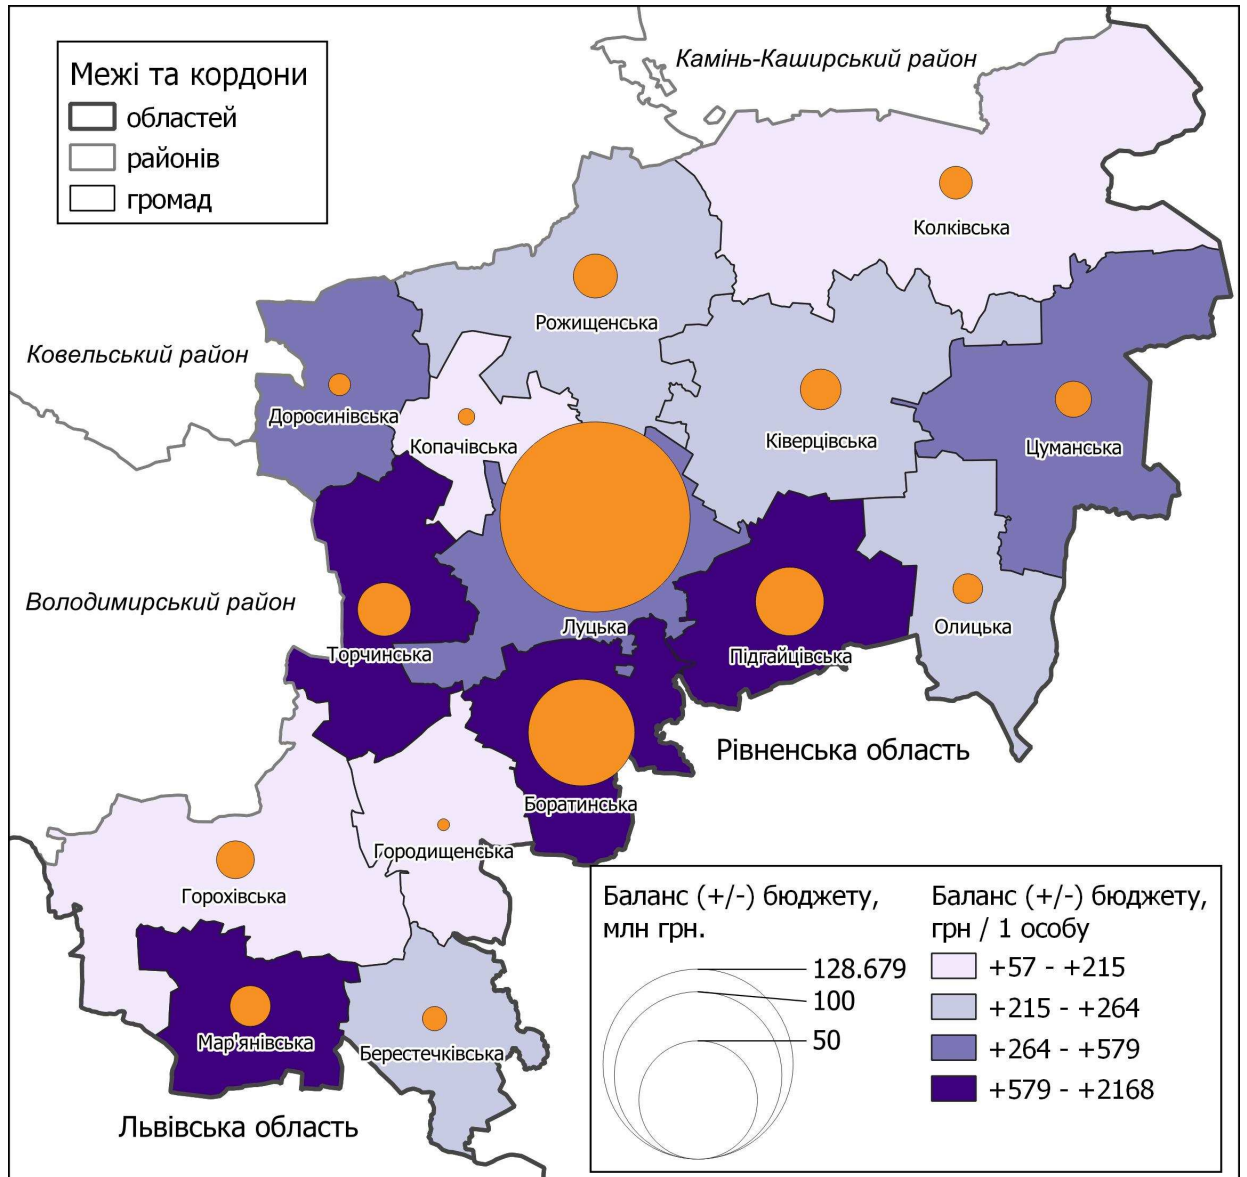 Межі та кордони
областей
районів
громад
Камінь-Каширський район
Колківська
Рожищенська
Ковельський район
Доросинівська
Копачівська
Ківерцівська
Цуманська
Володимирський район
Луцька
Олицька
Торчинська
Підгайцівська
Рівненська область
Боратинська
Городищенська
Горохівська
Мар'янівська
Берестечківська
Львівська область
Баланс (+/-) бюджету,
млн грн.
128.679
100
50
Баланс (+/-) бюджету,
грн / 1 особу
+57 - +215
+215 - +264
+264 - +579
+579 - +2168